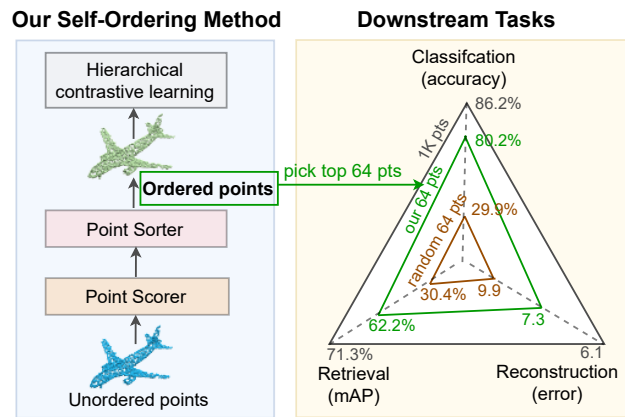 Our Self-Ordering Method
Hierarchical
contrastive learning
Ordered points
Point Sorter
Point Scorer
Unordered points
pick top 64 pts
Downstream Tasks
Classifcation
(accuracy)
86.2%
1K pts
80.2%
our 64 pts
29.9%
random 64 pts
30.4%
9.9
62.2%
7.3
71.3%
6.1
Retrieval
(mAP)
Reconstruction
(error)